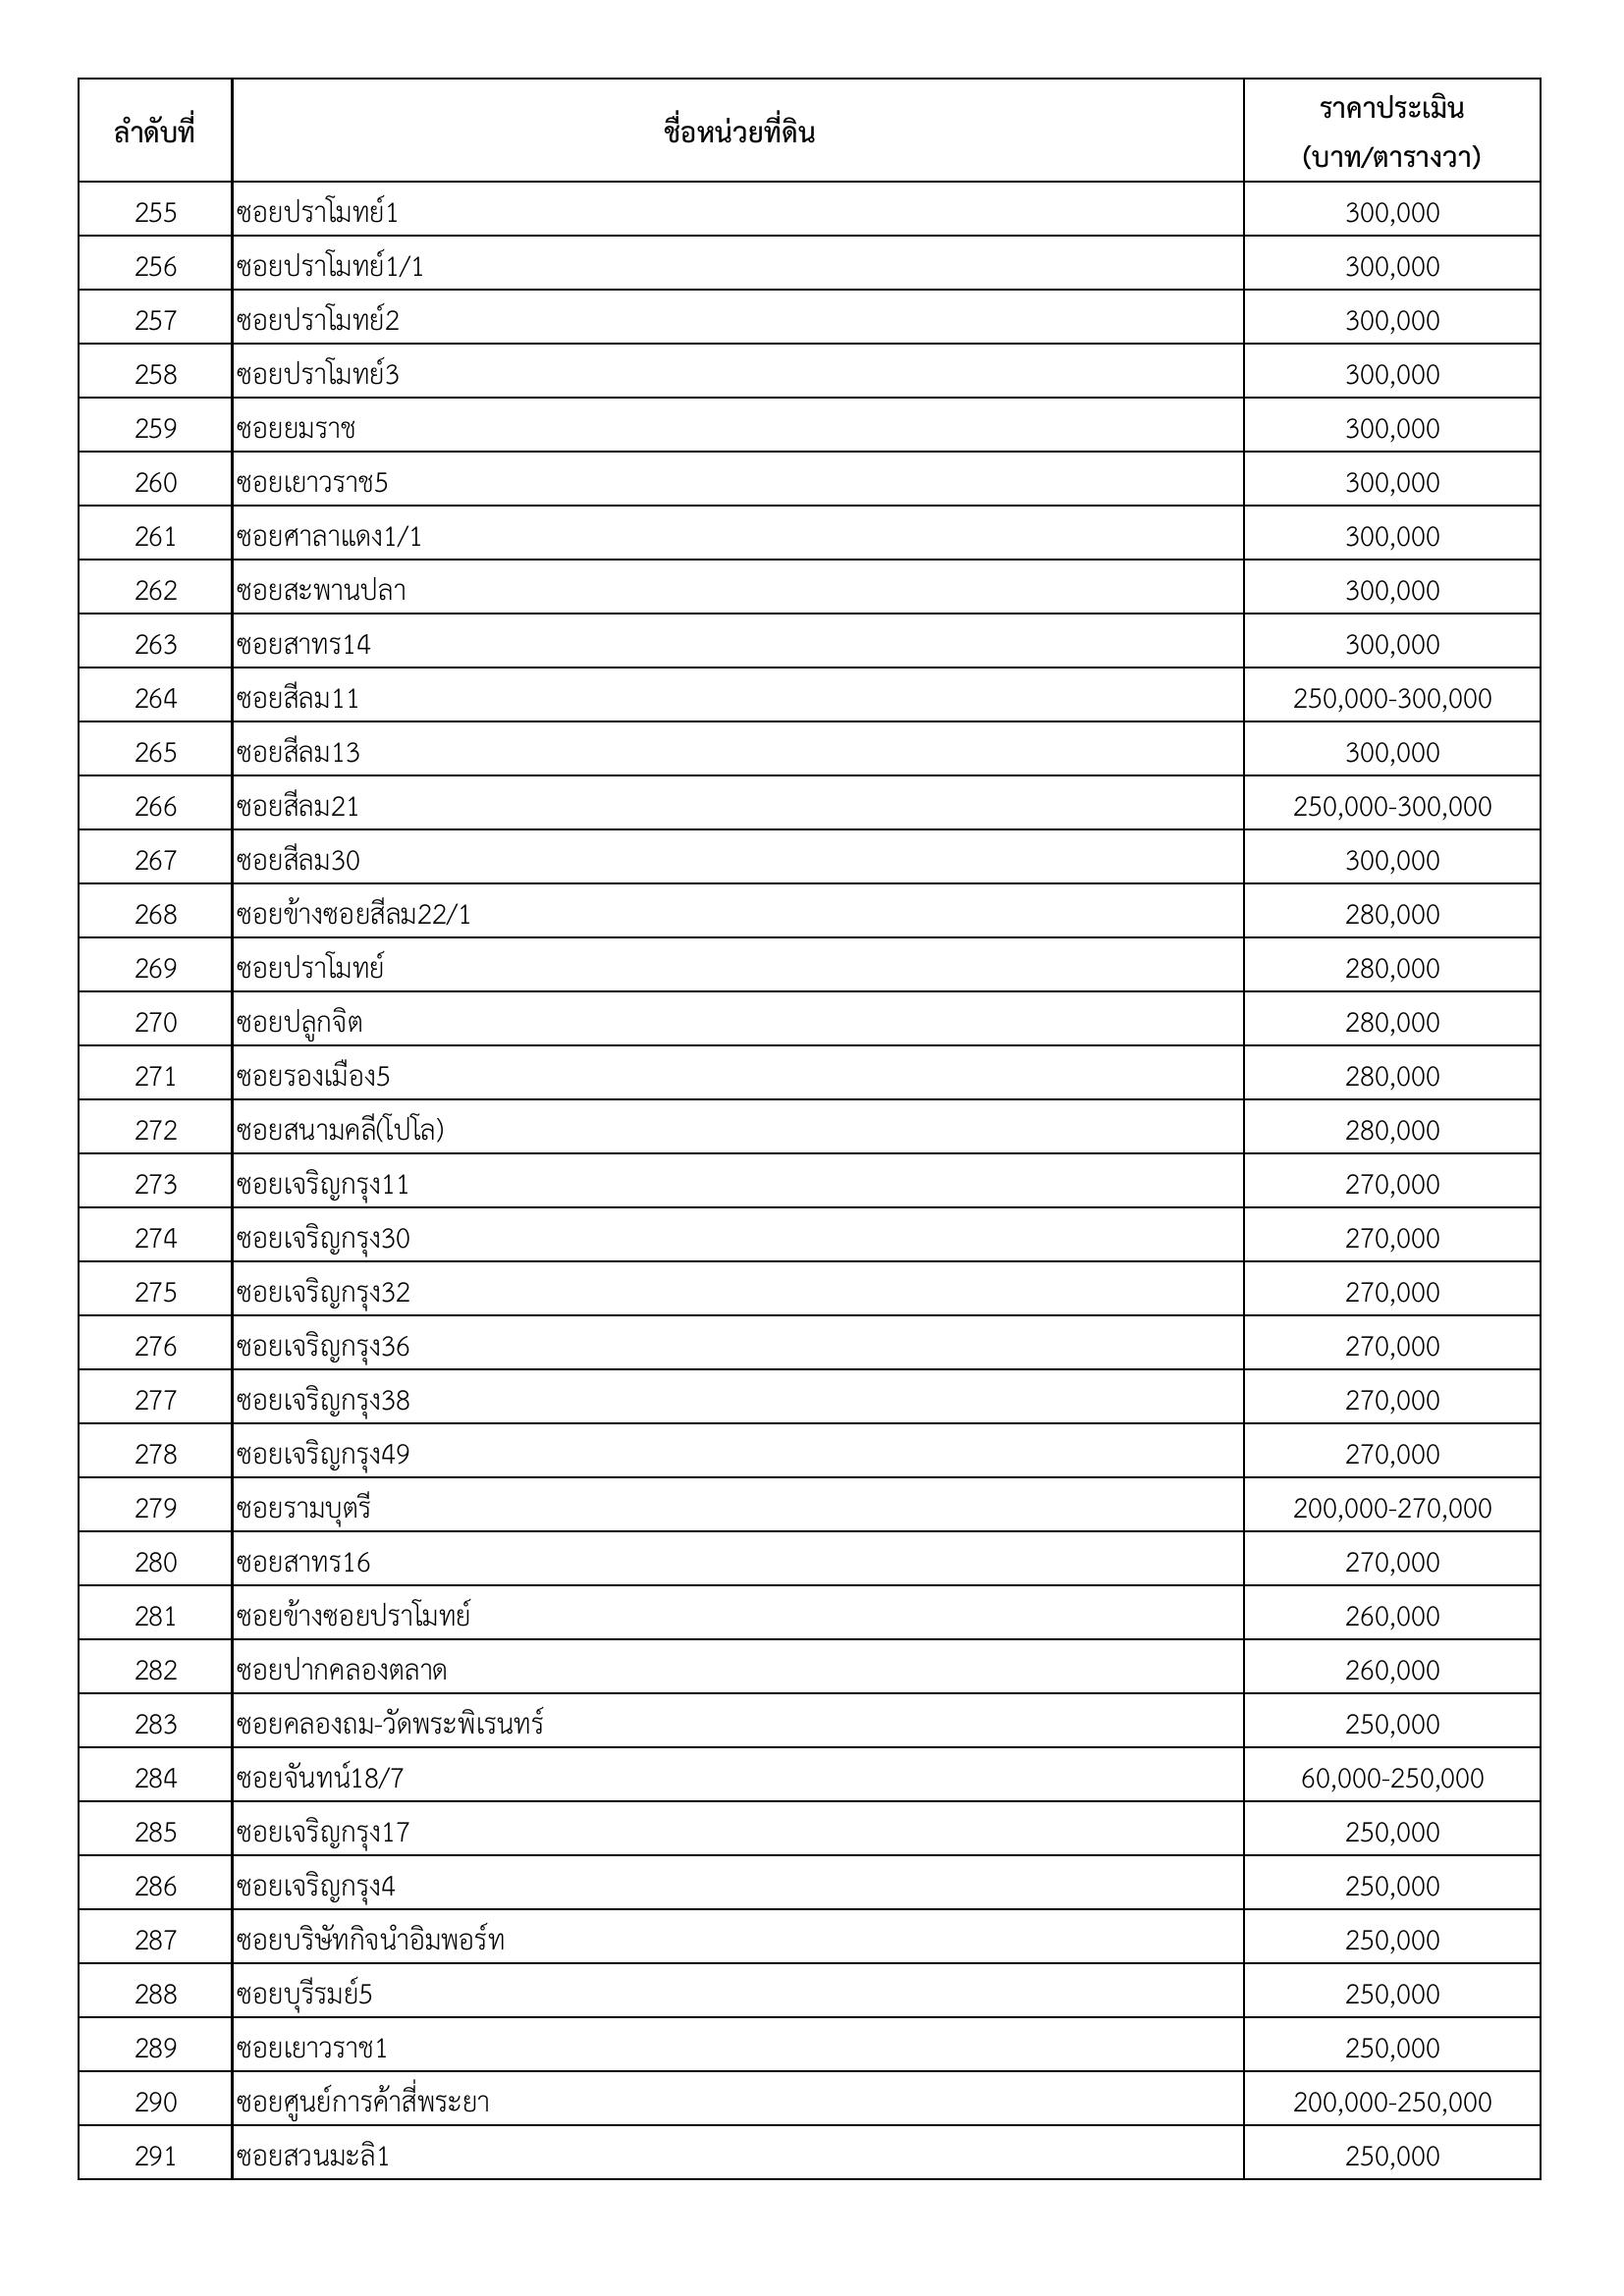 ลำดับที่ ชื่อหน่วยที่ดิน ราคาประเมิน
(บาท/ตารางวา)
255 ซอยปราโมทย์1 300,000
256 ซอยปราโมทย์1/1 300,000
257 ซอยปราโมทย์2 300,000
258 ซอยปราโมทย์3 300,000
259 ซอยยมราช 300,000
260 ซอยเยาวราช5 300,000
261 ซอยศาลาแดง1/1 300,000
262 ซอยสะพานปลา 300,000
263 ซอยสาทร14 300,000
264 ซอยสีลม11 250,000-300,000
265 ซอยสีลม13 300,000
266 ซอยสีลม21 250,000-300,000
267 ซอยสีลม30 300,000
268 ซอยข้างซอยสีลม22/1 280,000
269 ซอยปราโมทย์ 280,000
270 ซอยปลูกจิต 280,000
271 ซอยรองเมือง5 280,000
272 ซอยสนามคลี(โปโล) 280,000
273 ซอยเจริญกรุง11 270,000
274 ซอยเจริญกรุง30 270,000
275 ซอยเจริญกรุง32 270,000
276 ซอยเจริญกรุง36 270,000
277 ซอยเจริญกรุง38 270,000
278 ซอยเจริญกรุง49 270,000
279 ซอยรามบุตรี 200,000-270,000
280 ซอยสาทร16 270,000
281 ซอยข้างซอยปราโมทย์ 260,000
282 ซอยปากคลองตลาด 260,000
283 ซอยคลองถม-วัดพระพิเรนทร์ 250,000
284 ซอยจันทน์18/7 60,000-250,000
285 ซอยเจริญกรุง17 250,000
286 ซอยเจริญกรุง4 250,000
287 ซอยบริษัทกิจนำอิมพอร์ท 250,000
288 ซอยบุรีรมย์5 250,000
289 ซอยเยาวราช1 250,000
290 ซอยศูนย์การค้าสี่พระยา 200,000-250,000
291 ซอยสวนมะลิ1 250,000